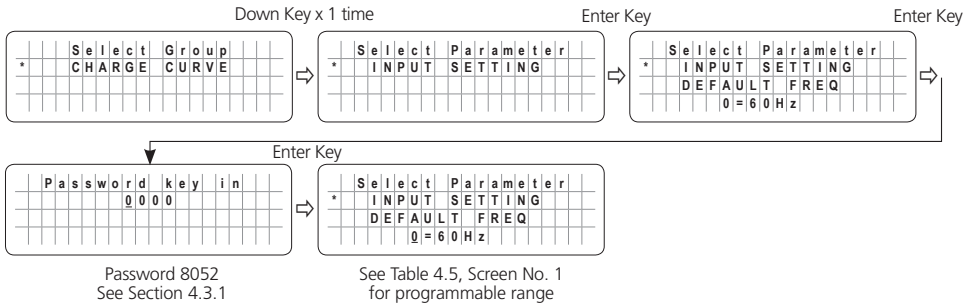 Down Key x 1 time
Enter Key
Enter Key
Select Group
* CHARGE CURVE
Select Parameter
* INPUT SETTING
Select Parameter
* INPUT SETTING
DEFAULT FREQ
0=60Hz
Enter Key
Password key in
0000
Select Parameter
* INPUT SETTING
DEFAULT FREQ
0=60Hz
Password 8052
See Section 4.3.1
See Table 4.5, Screen No. 1
for programmable range